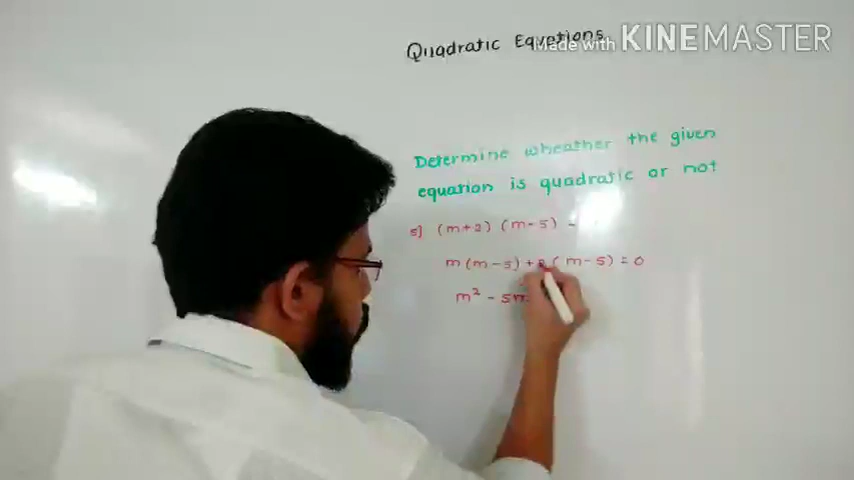 Quadratic Equations
Made with KINEMASTER
Determine wheather the given
equation is quadratic or not
5] (m+2) (m-5) =
m(m-5)+2(m-5)=0
m² - 5m